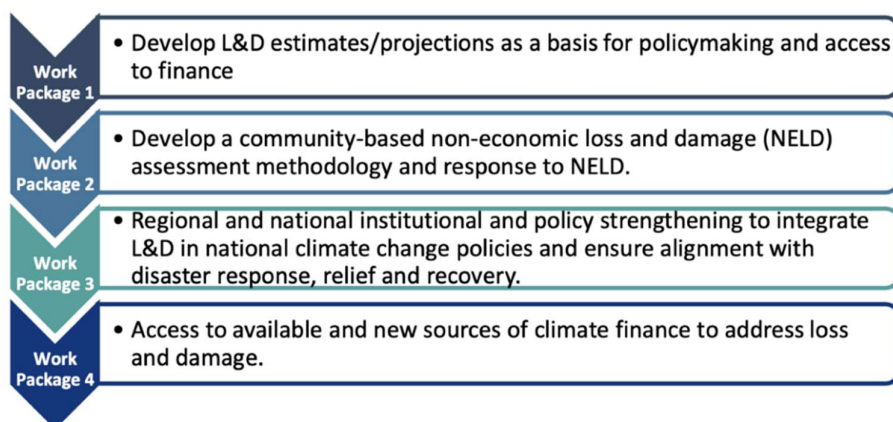 Work
Package 1
• Develop L&D estimates/projections as a basis for policymaking and access
to finance
Work
Package 2
• Develop a community-based non-economic loss and damage (NELD)
assessment methodology and response to NELD.
Work
Package 3
• Regional and national institutional and policy strengthening to integrate
L&D in national climate change policies and ensure alignment with
disaster response, relief and recovery.
Work
Package 4
• Access to available and new sources of climate finance to address loss
and damage.